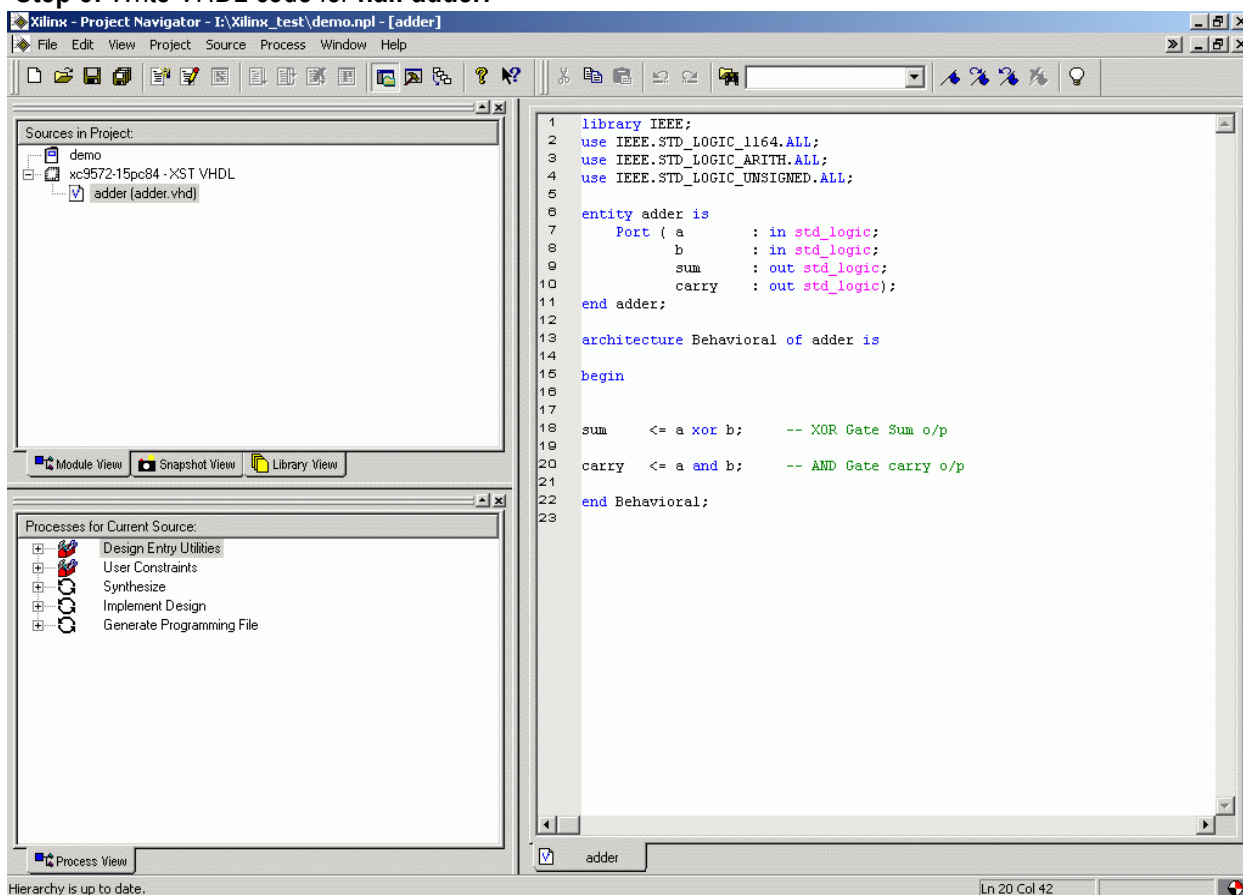 Step 5: Write VHDL code for half adder.
Xilinx - Project Navigator - I:\Xilinx_test\demo.npl - [adder]
File Edit View Project Source Process Window Help
Sources in Project:
demo
xc9572-15pc84 - XST VHDL
adder (adder.vhd)
Module View Snapshot View Library View
Processes for Current Source:
Design Entry Utilities
User Constraints
Synthesize
Implement Design
Generate Programming File
Process View
1 library IEEE;
2 use IEEE.STD_LOGIC_1164.ALL;
3 use IEEE.STD_LOGIC_ARITH.ALL;
4 use IEEE.STD_LOGIC_UNSIGNED.ALL;
5
6 entity adder is
7 Port ( a : in std_logic;
8 b : in std_logic;
9 sum : out std_logic;
10 carry : out std_logic);
11 end adder;
12
13 architecture Behavioral of adder is
14
15 begin
16
17
18 sum <= a xor b; -- XOR Gate Sum o/p
19
20 carry <= a and b; -- AND Gate carry o/p
21
22 end Behavioral;
23
adder
Hierarchy is up to date.
Ln 20 Col 42